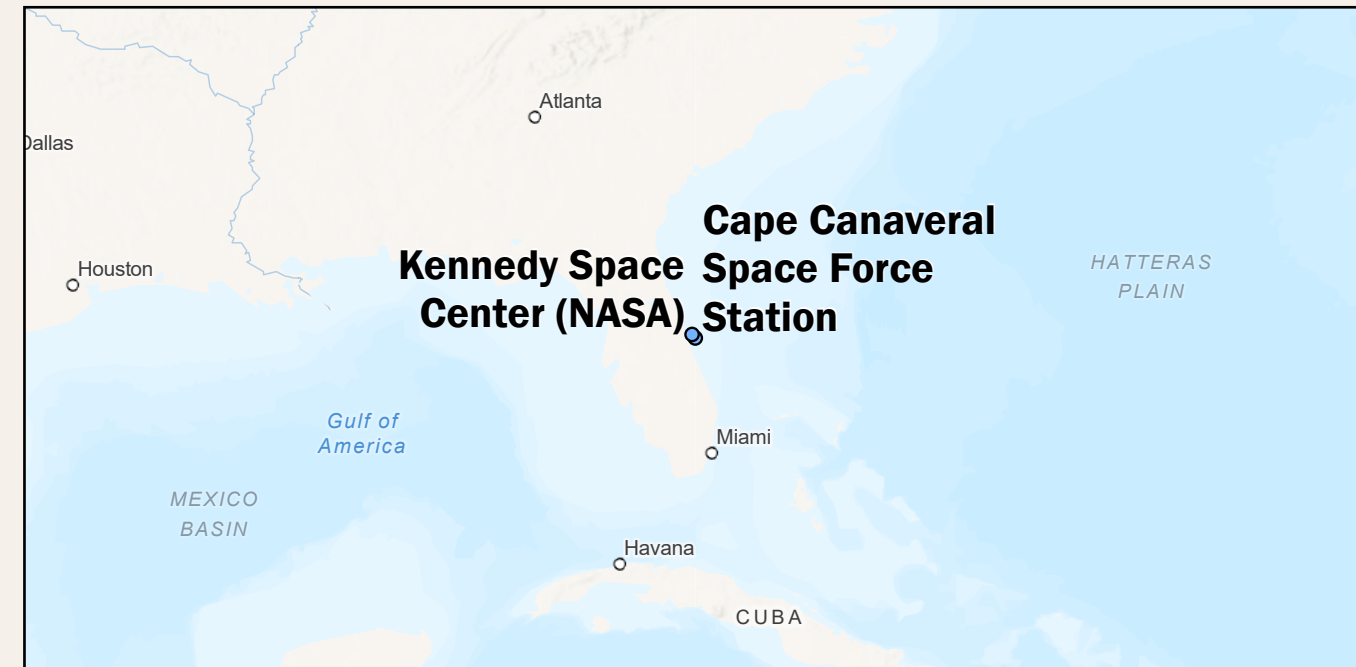 Atlanta
Dallas
Cape Canaveral
Space Force
Station
Kennedy Space
Center (NASA)
Houston
HATTERAS
PLAIN
Gulf of
America
Miami
MEXICO
BASIN
Havana
CUBA